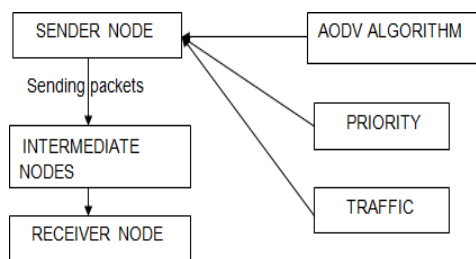 SENDER NODE
AODV ALGORITHM
Sending packets
PRIORITY
INTERMEDIATE
NODES
TRAFFIC
RECEIVER NODE